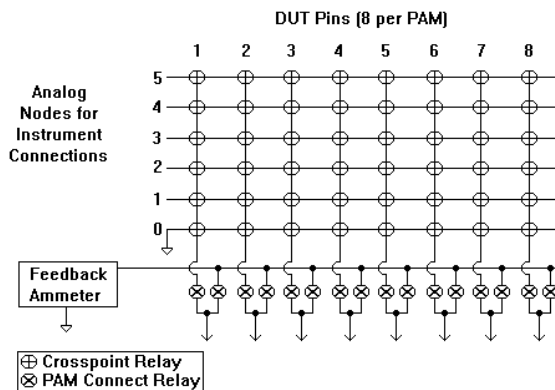 DUT Pins (8 per PAM)
1 2 3 4 5 6 7 8
Analog
Nodes for
Instrument
Connections
5
4
3
2
1
0
Feedback
Ammeter
Crosspoint Relay
PAM Connect Relay